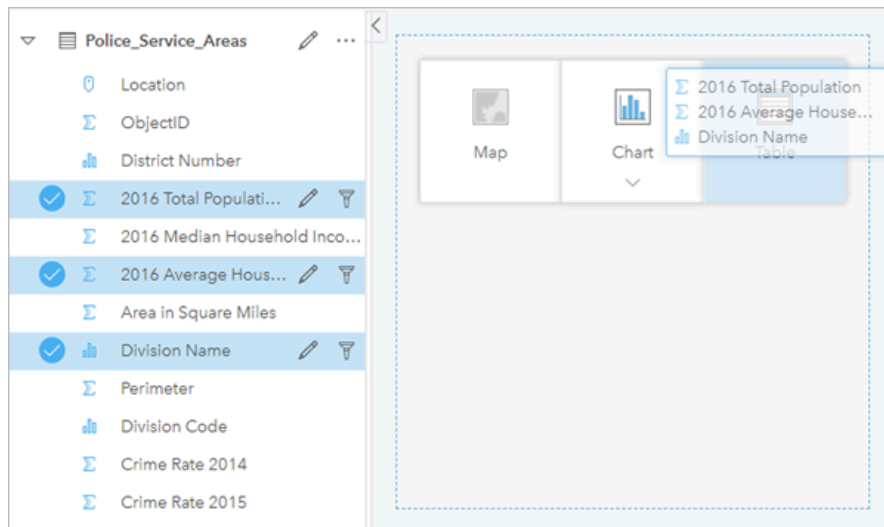 Police_Service_Areas
Location
ObjectID
District Number
2016 Total Populati...
2016 Median Household Inco...
2016 Average Hous...
Area in Square Miles
Division Name
Perimeter
Division Code
Crime Rate 2014
Crime Rate 2015
Map
Chart
Table
2016 Total Population
2016 Average House...
Division Name